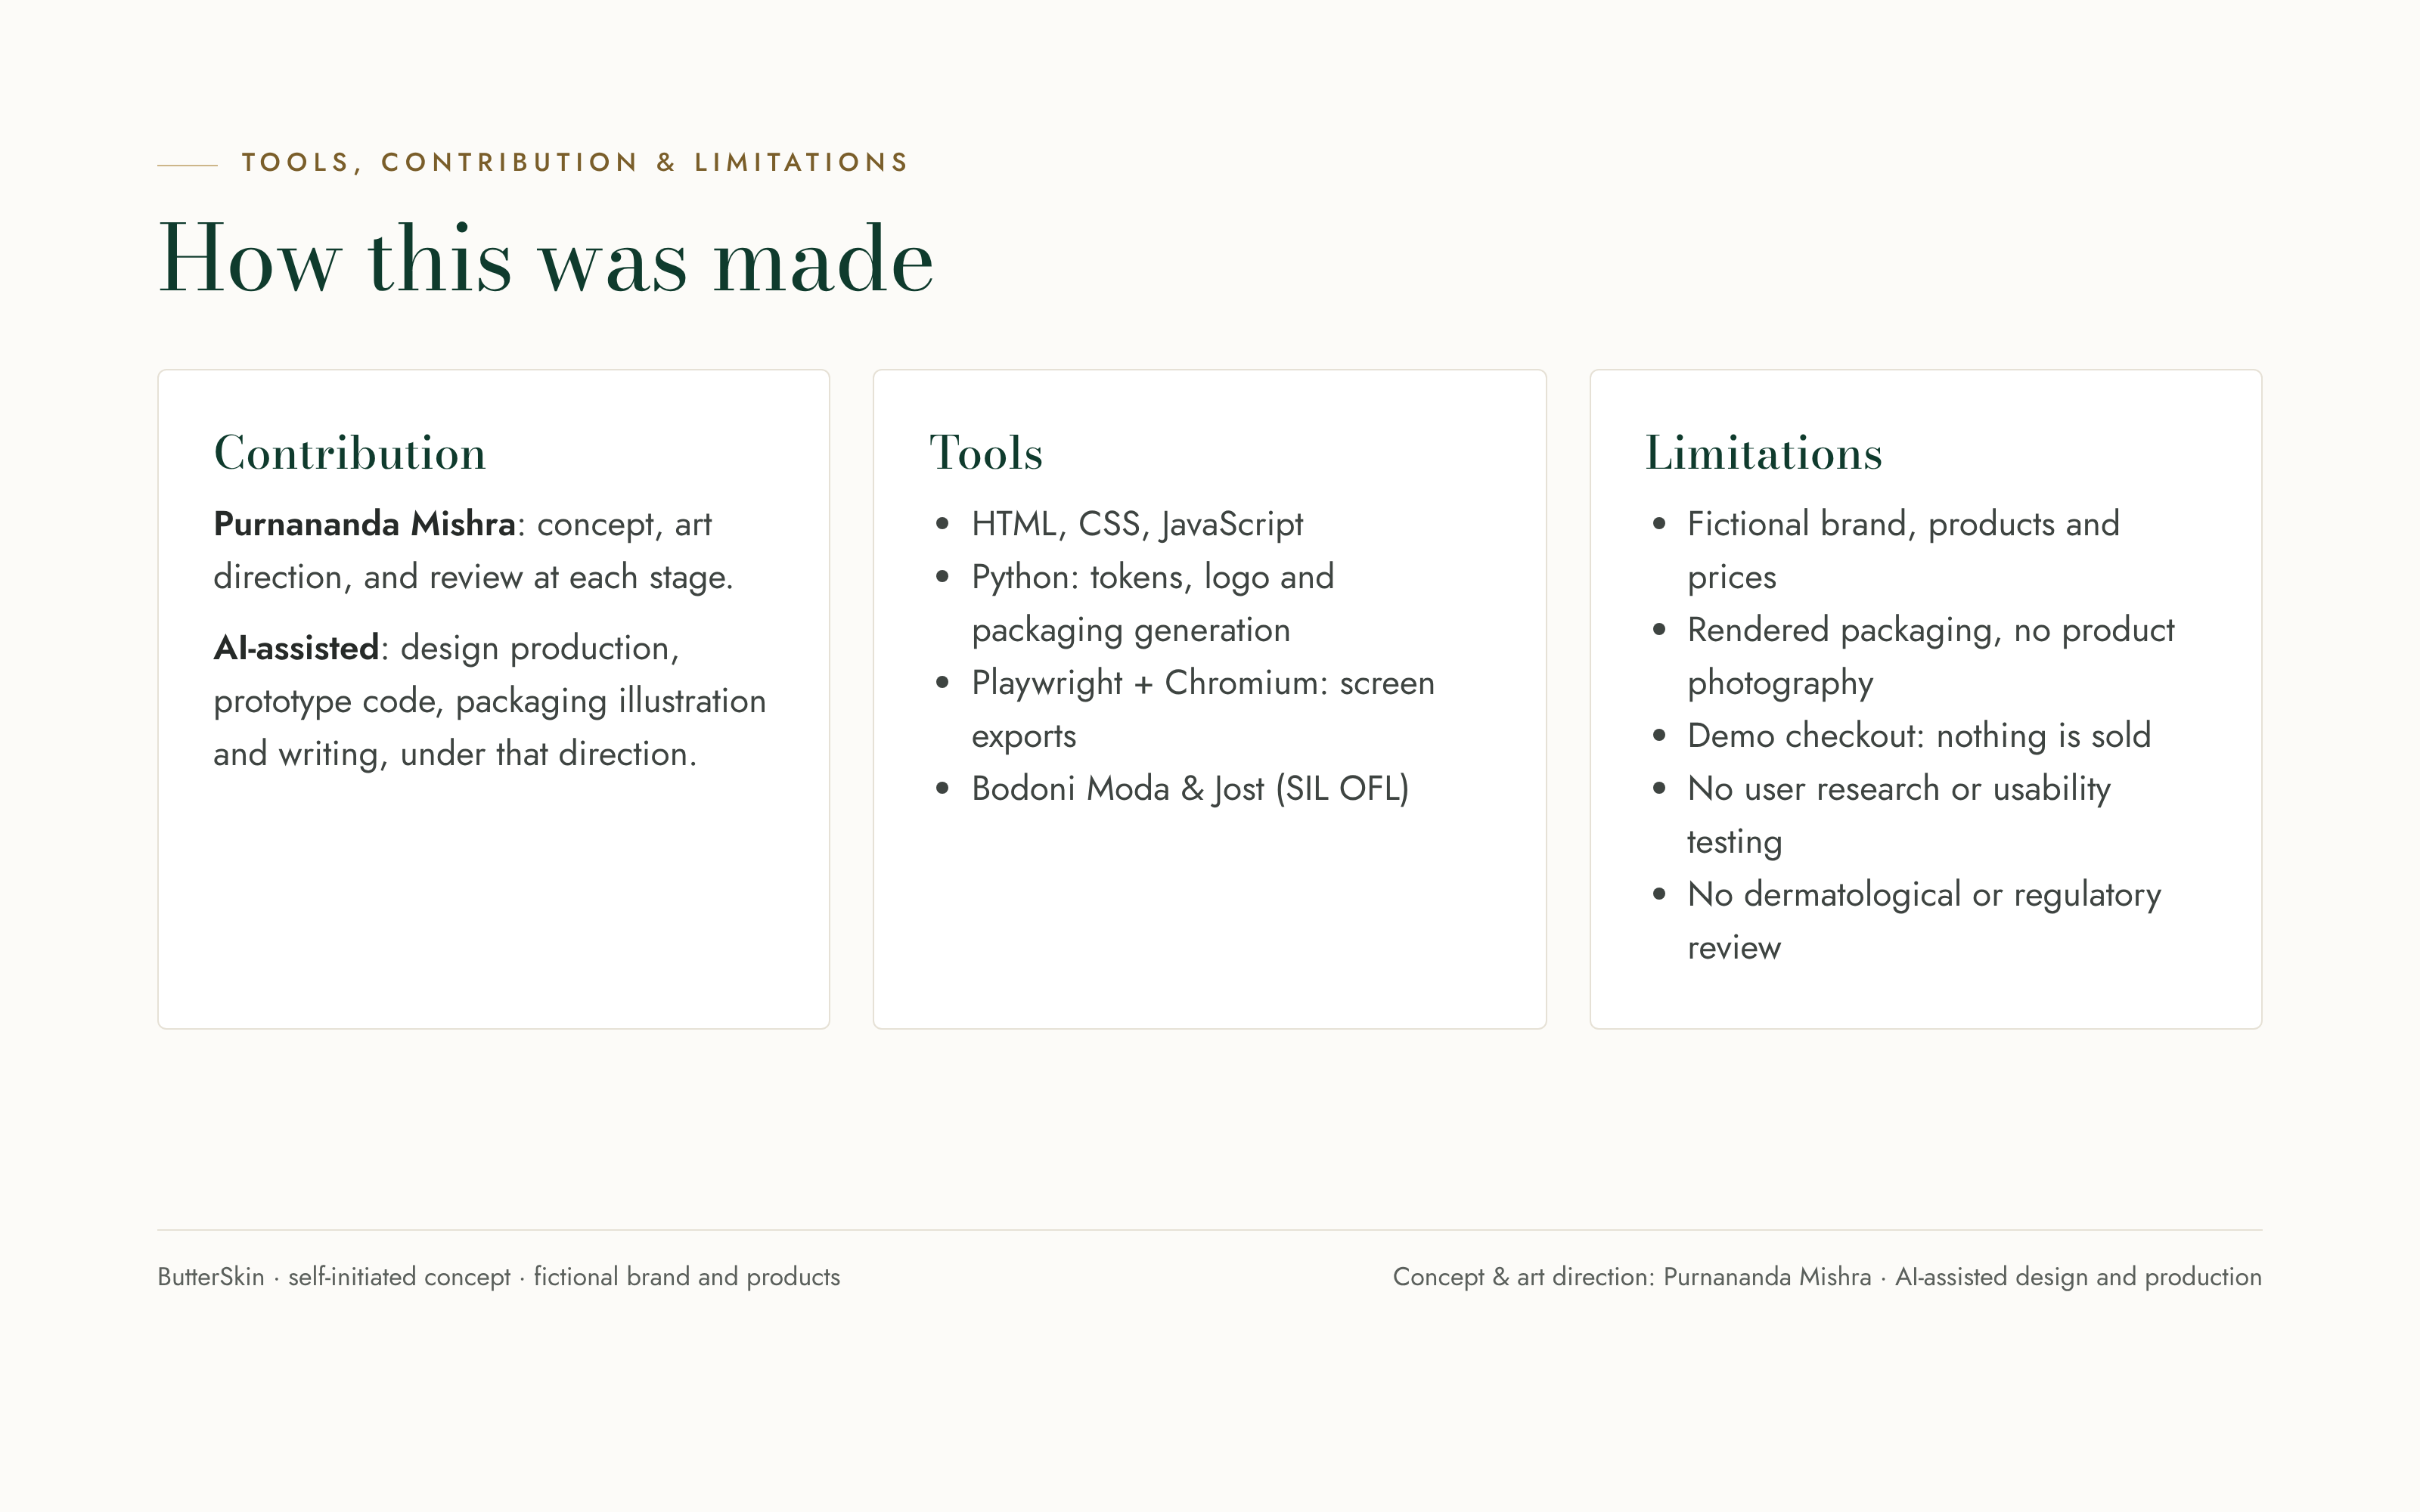 TOOLS, CONTRIBUTION & LIMITATIONS
How this was made
Contribution
Purnananda Mishra: concept, art
direction, and review at each stage.
AI-assisted: design production,
prototype code, packaging illustration
and writing, under that direction.
Tools
• HTML, CSS, JavaScript
• Python: tokens, logo and
packaging generation
• Playwright + Chromium: screen
exports
• Bodoni Moda & Jost (SIL OFL)
Limitations
• Fictional brand, products and
prices
• Rendered packaging, no product
photography
• Demo checkout: nothing is sold
• No user research or usability
testing
• No dermatological or regulatory
review
ButterSkin · self-initiated concept · fictional brand and products
Concept & art direction: Purnananda Mishra · AI-assisted design and production